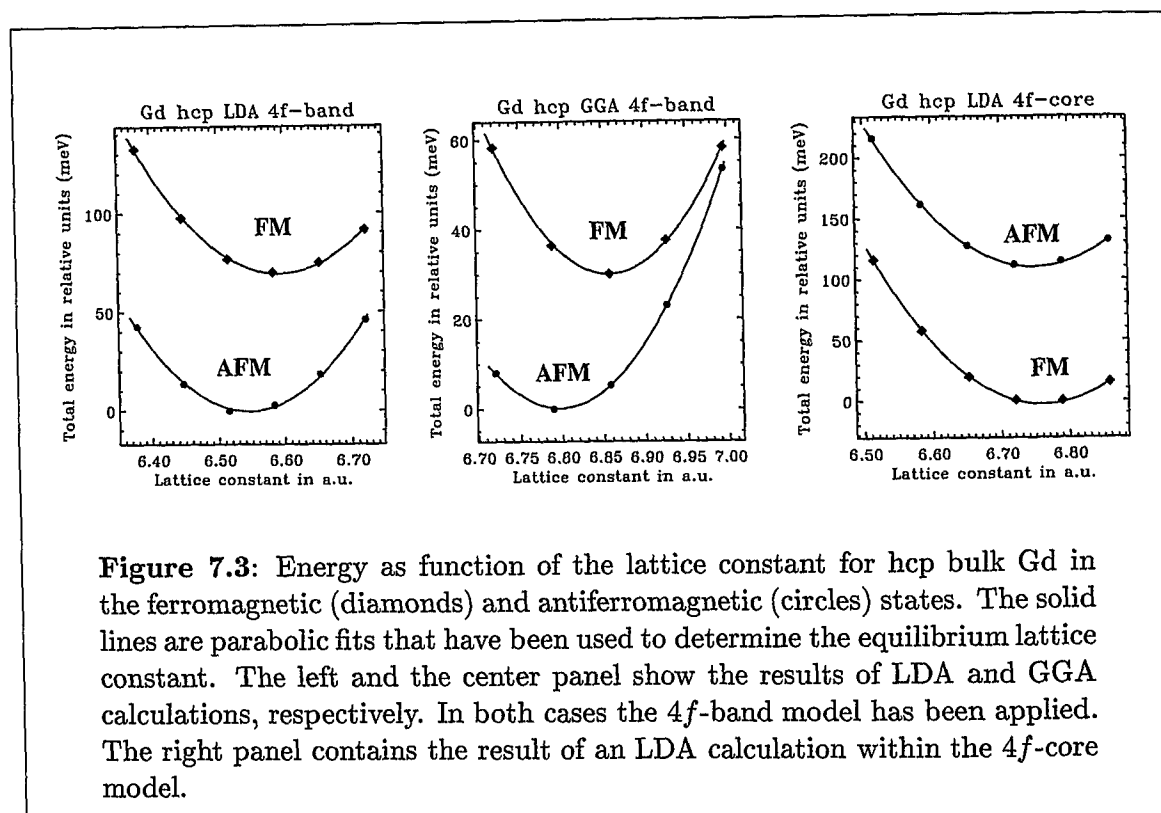 Gd hcp LDA 4f-band
Total energy in relative units (meV)
100
50
0
FM
AFM
6.40 6.50 6.60 6.70
Lattice constant in a.u.
Gd hcp GGA 4f-band
Total energy in relative units (meV)
60
40
20
0
FM
AFM
6.70 6.75 6.80 6.85 6.90 6.95 7.00
Lattice constant in a.u.
Gd hcp LDA 4f-core
Total energy in relative units (meV)
200
150
100
50
0
AFM
FM
6.50 6.60 6.70 6.80
Lattice constant in a.u.
Figure 7.3: Energy as function of the lattice constant for hcp bulk Gd in
the ferromagnetic (diamonds) and antiferromagnetic (circles) states. The solid
lines are parabolic fits that have been used to determine the equilibrium lattice
constant. The left and the center panel show the results of LDA and GGA
calculations, respectively. In both cases the 4f-band model has been applied.
The right panel contains the result of an LDA calculation within the 4f-core
model.